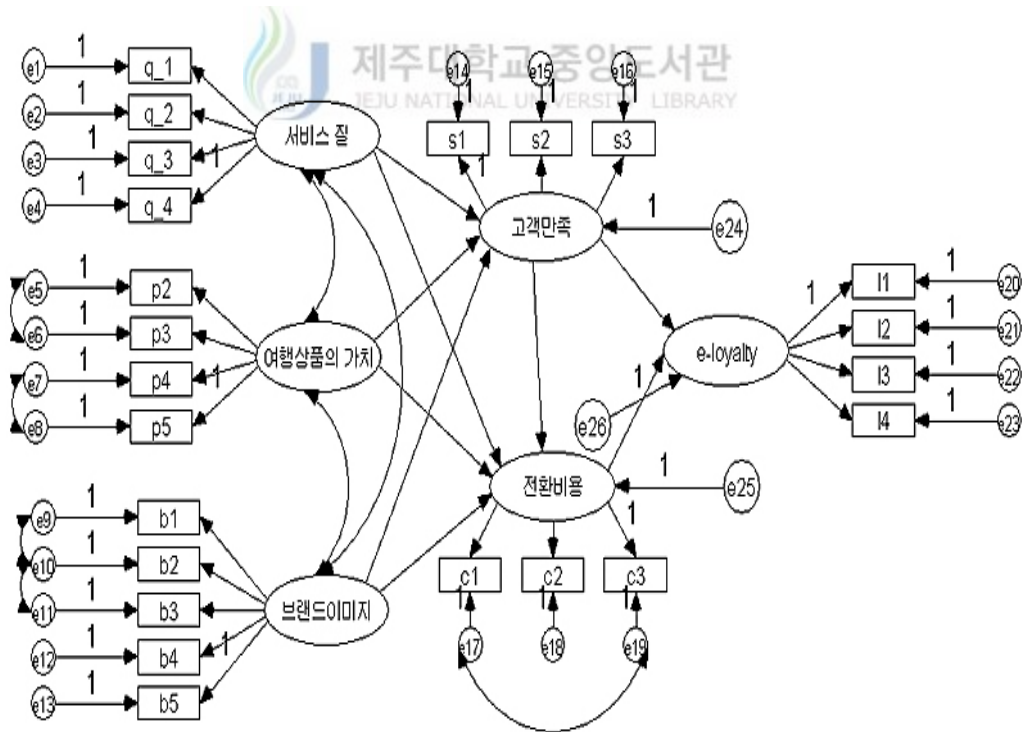 제주대학교 중앙도서관
JEJU NATIONAL UNIVERSITY LIBRARY
e1 1 q_1
e2 1 q_2
e3 1 q_3 1
e4 1 q_4
서비스 질
e5 1 p2
e6 1 p3
e7 1 p4 1
e8 1 p5
여행상품의 가치
e9 1 b1
e10 1 b2
e11 1 b3
e12 1 b4 1
e13 1 b5
브랜드이미지
e14 e15 e16
1 1 1
s1 s2 s3
1
고객만족 1 e24
e-loyalty
1
e26
전환비용 1 e25
1
c1 c2 c3
1 1 1
e17 e18 e19
1 l1 1 e20
l2 1 e21
l3 1 e22
l4 1 e23